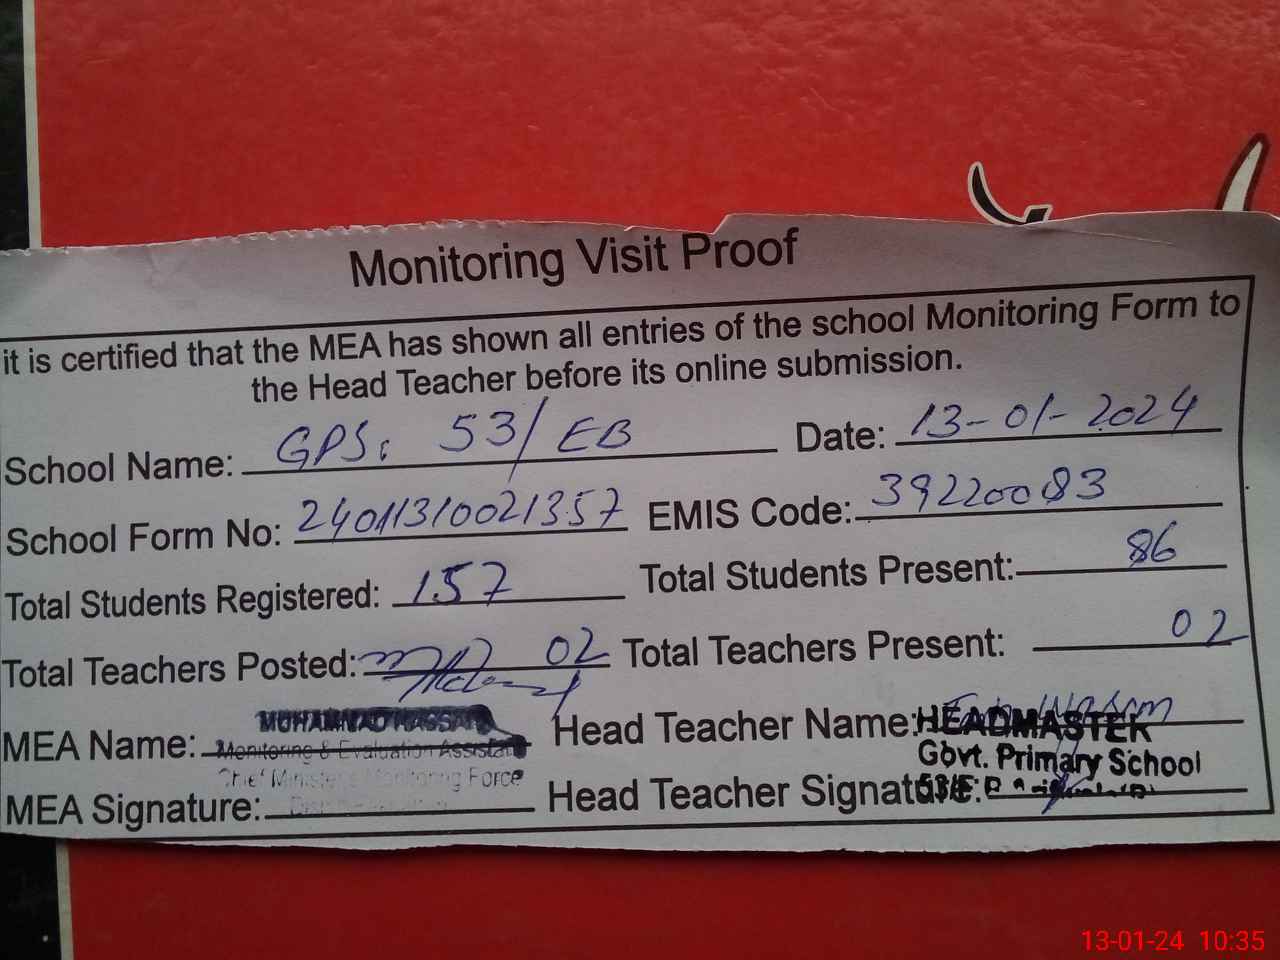 Monitoring Visit Proof
it is certified that the MEA has shown all entries of the school Monitoring Form to
the Head Teacher before its online submission.
School Name: GPS: 53/EB Date: 13-01-2024
School Form No: 24011310021357 EMIS Code: 39220083
Total Students Registered: 157 Total Students Present: 86
Total Teachers Posted: 02 Total Teachers Present: 02
MEA Name: MUHAMMAD HASSAN Head Teacher Name: HEADMASTER
Monitoring & Evaluation Assistant Govt. Primary School
Chief Minister's Monitoring Force
MEA Signature: Head Teacher Signature: 53/E.B
13-01-24 10:35